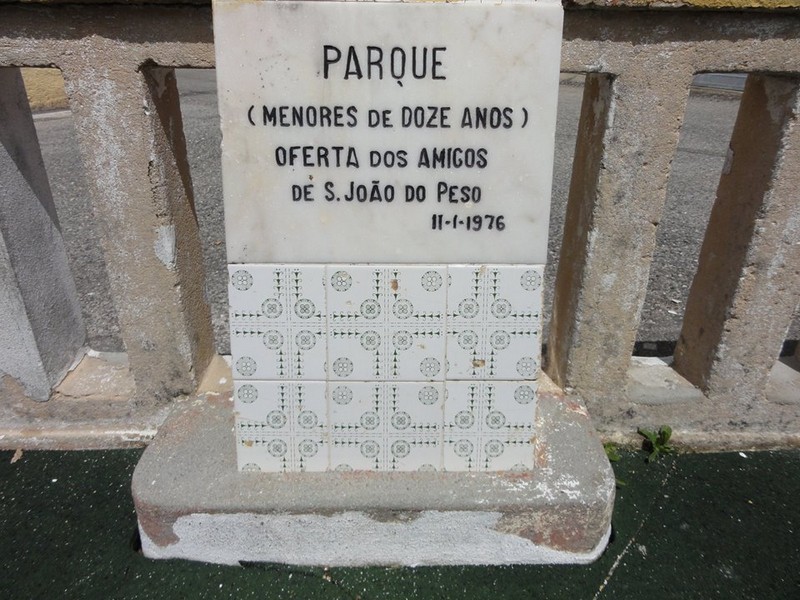 PARQUE
(MENORES DE DOZE ANOS)
OFERTA DOS AMIGOS
DE S. JOÃO DO PESO
11-1-1976